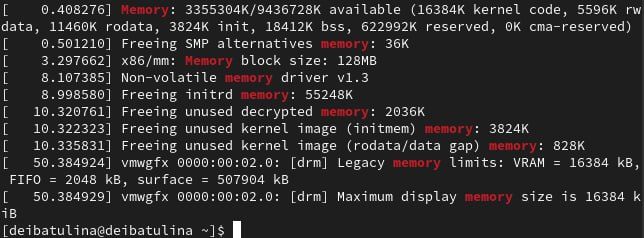 [    0.408276] Memory: 3355304K/9436728K available (16384K kernel code, 5596K rw
data, 11460K rodata, 3824K init, 18412K bss, 622992K reserved, 0K cma-reserved)
[    0.501210] Freeing SMP alternatives memory: 36K
[    3.297662] x86/mm: Memory block size: 128MB
[    8.107385] Non-volatile memory driver v1.3
[    8.998580] Freeing initrd memory: 55248K
[   10.320761] Freeing unused decrypted memory: 2036K
[   10.322323] Freeing unused kernel image (initmem) memory: 3824K
[   10.335831] Freeing unused kernel image (rodata/data gap) memory: 828K
[   50.384924] vmwgfx 0000:00:02.0: [drm] Legacy memory limits: VRAM = 16384 kB,
 FIFO = 2048 kB, surface = 507904 kB
[   50.384929] vmwgfx 0000:00:02.0: [drm] Maximum display memory size is 16384 k
iB
[deibatulina@deibatulina ~]$